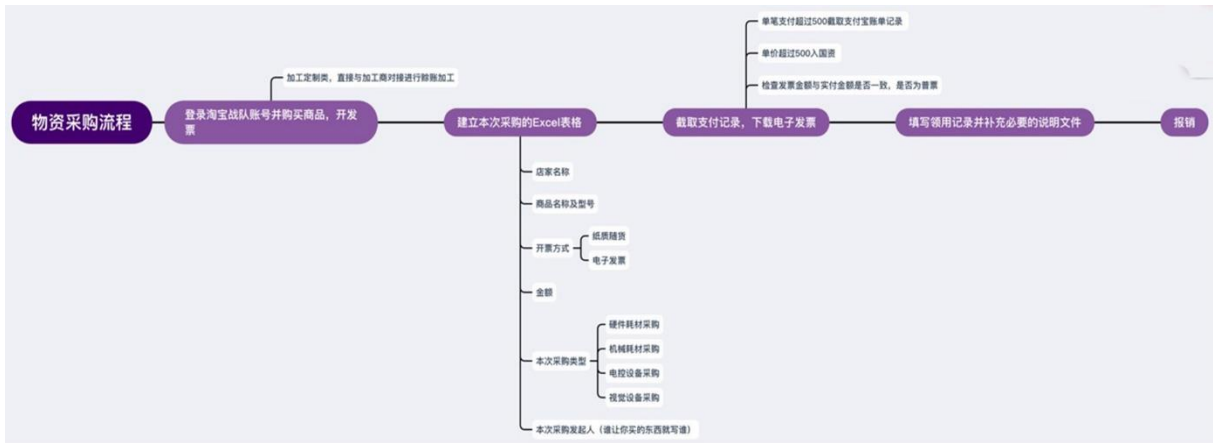 物资采购流程
登录淘宝战队账号并购买商品，开发
票
加工定制类，直接与加工商对接进行赊账加工
建立本次采购的Excel表格
店家名称
商品名称及型号
开票方式
纸质随货
电子发票
金额
本次采购类型
硬件耗材采购
机械耗材采购
电控设备采购
视觉设备采购
本次采购发起人（谁让你买的东西就写谁）
截取支付记录，下载电子发票
单笔支付超过500截取支付宝账单记录
单价超过500入国资
检查发票金额与实付金额是否一致，是否为普票
填写领用记录并补充必要的说明文件
报销